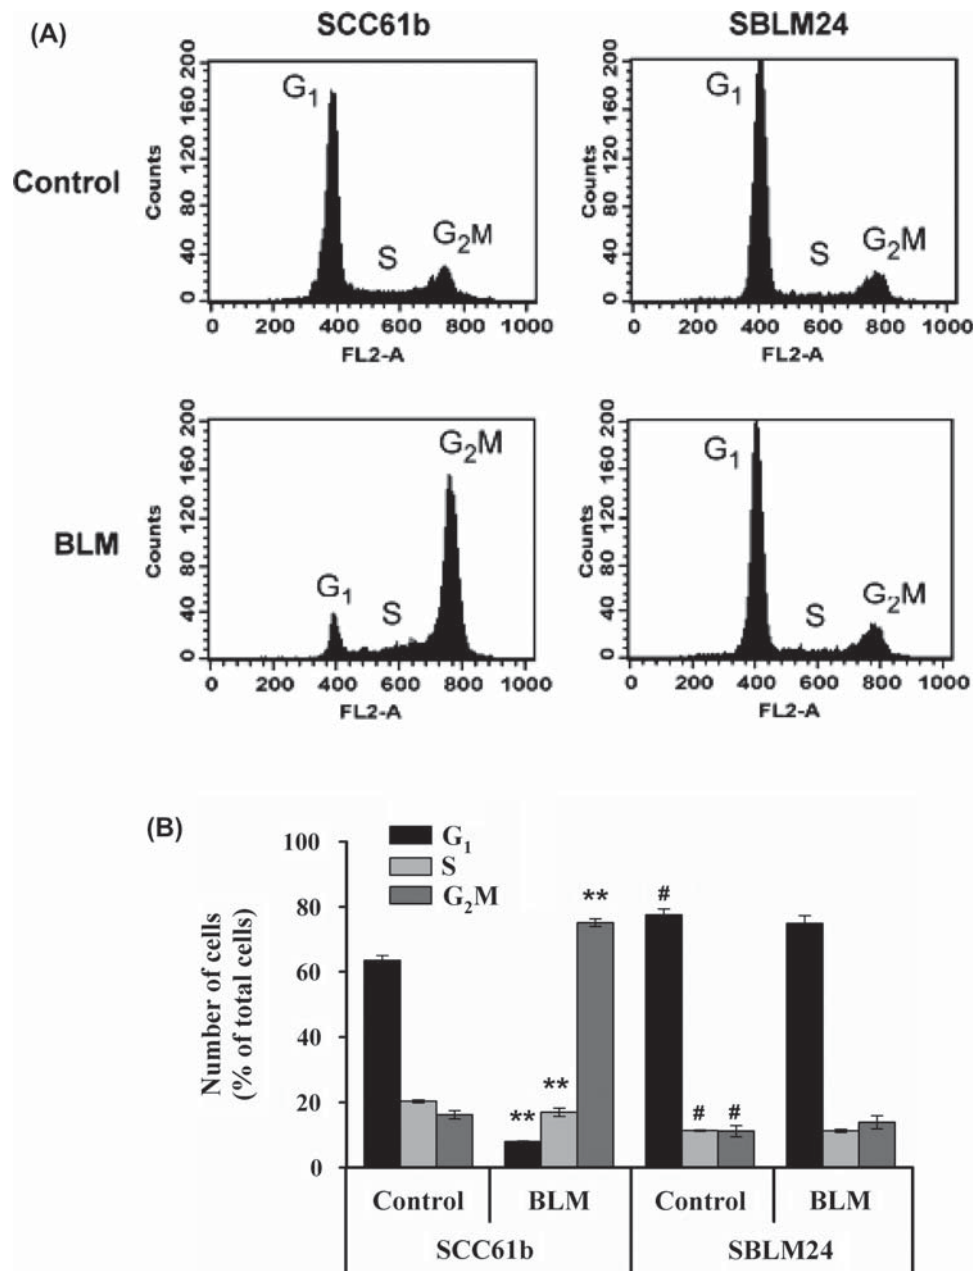 (A)
SCC61b
SBLM24
Control
Counts
200
160
120
80
40
0
G1
S
G2M
0 200 400 600 800 1000
FL2-A
Counts
200
160
120
80
40
0
G1
S
G2M
0 200 400 600 800 1000
FL2-A
BLM
Counts
200
160
120
80
40
0
G1
S
G2M
0 200 400 600 800 1000
FL2-A
Counts
200
160
120
80
40
0
G1
S
G2M
0 200 400 600 800 1000
FL2-A
(B)
Number of cells
(% of total cells)
100
80
60
40
20
0
G1
S
G2M
**
**
**
#
#
#
Control
BLM
Control
BLM
SCC61b
SBLM24